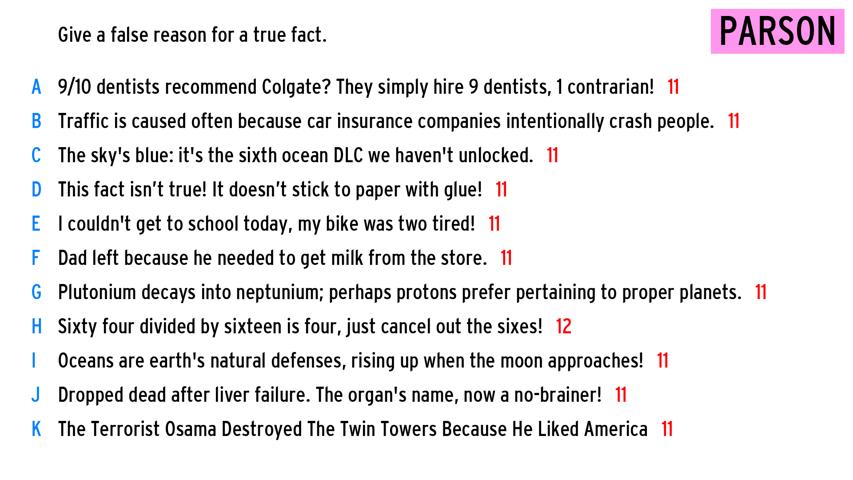 Give a false reason for a true fact.
PARSON
A 9/10 dentists recommend Colgate? They simply hire 9 dentists, 1 contrarian! 11
B Traffic is caused often because car insurance companies intentionally crash people. 11
C The sky's blue: it's the sixth ocean DLC we haven't unlocked. 11
D This fact isn’t true! It doesn’t stick to paper with glue! 11
E I couldn't get to school today, my bike was two tired! 11
F Dad left because he needed to get milk from the store. 11
G Plutonium decays into neptunium; perhaps protons prefer pertaining to proper planets. 11
H Sixty four divided by sixteen is four, just cancel out the sixes! 12
I Oceans are earth's natural defenses, rising up when the moon approaches! 11
J Dropped dead after liver failure. The organ's name, now a no-brainer! 11
K The Terrorist Osama Destroyed The Twin Towers Because He Liked America 11